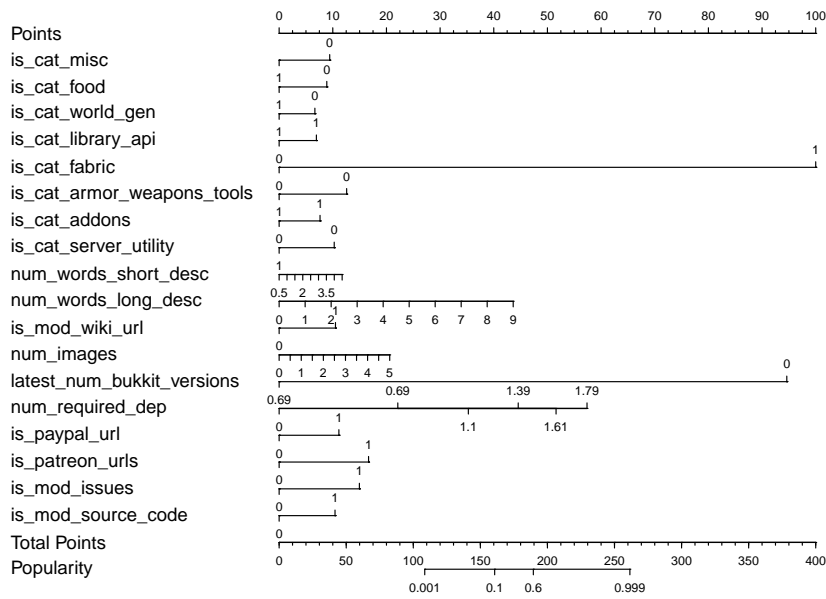 0 10 20 30 40 50 60 70 80 90 100
Points
0
is_cat_misc
0
1
is_cat_food
0
1
is_cat_world_gen
1
1
is_cat_library_api
1
0
is_cat_fabric
0
0
is_cat_armor_weapons_tools
1
1
is_cat_addons
0
0
is_cat_server_utility
1
num_words_short_desc
0.5 2 3.5
num_words_long_desc
1
0 1 2 3 4 5 6 7 8 9
is_mod_wiki_url
0
num_images
0
0 1 2 3 4 5
latest_num_bukkit_versions
0.69 1.39 1.79
0.69
num_required_dep
1
0 1.1 1.61
is_paypal_url
1
0
is_patreon_urls
1
0
is_mod_issues
1
0
is_mod_source_code
0
Total Points
0 50 100 150 200 250 300 350 400
Popularity
0.001 0.1 0.6 0.999